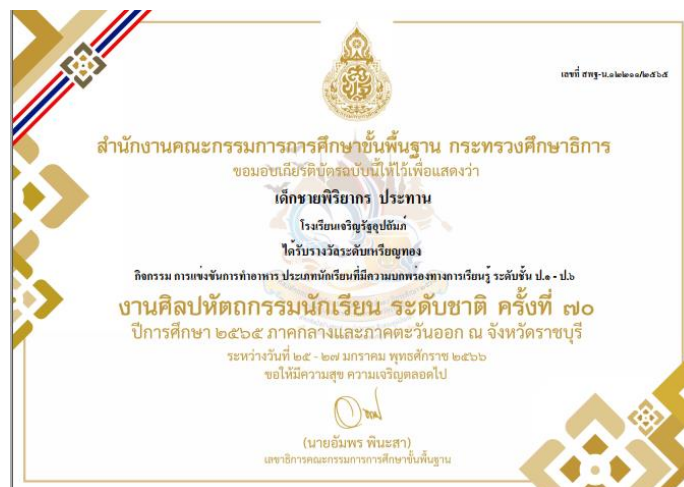 เลขที่ สพฐ-น.๑๒๒๑๑/๒๕๖๕
สำนักงานคณะกรรมการการศึกษาขั้นพื้นฐาน กระทรวงศึกษาธิการ
ขอมอบเกียรติบัตรฉบับนี้ให้ไว้เพื่อแสดงว่า
เด็กชายพิริยากร ประทาน
โรงเรียนเจริญรัฐอุปถัมภ์
ได้รับรางวัลระดับเหรียญทอง
กิจกรรม การแข่งขันการทำอาหาร ประเภทนักเรียนที่มีความบกพร่องทางการเรียนรู้ ระดับชั้น ป.๑ - ป.๖
งานศิลปหัตถกรรมนักเรียน ระดับชาติ ครั้งที่ ๗๐
ปีการศึกษา ๒๕๖๕ ภาคกลางและภาคตะวันออก ณ จังหวัดราชบุรี
ระหว่างวันที่ ๒๕ - ๒๗ มกราคม พุทธศักราช ๒๕๖๖
ขอให้มีความสุข ความเจริญตลอดไป
(นายอัมพร พินะสา)
เลขาธิการคณะกรรมการการศึกษาขั้นพื้นฐาน